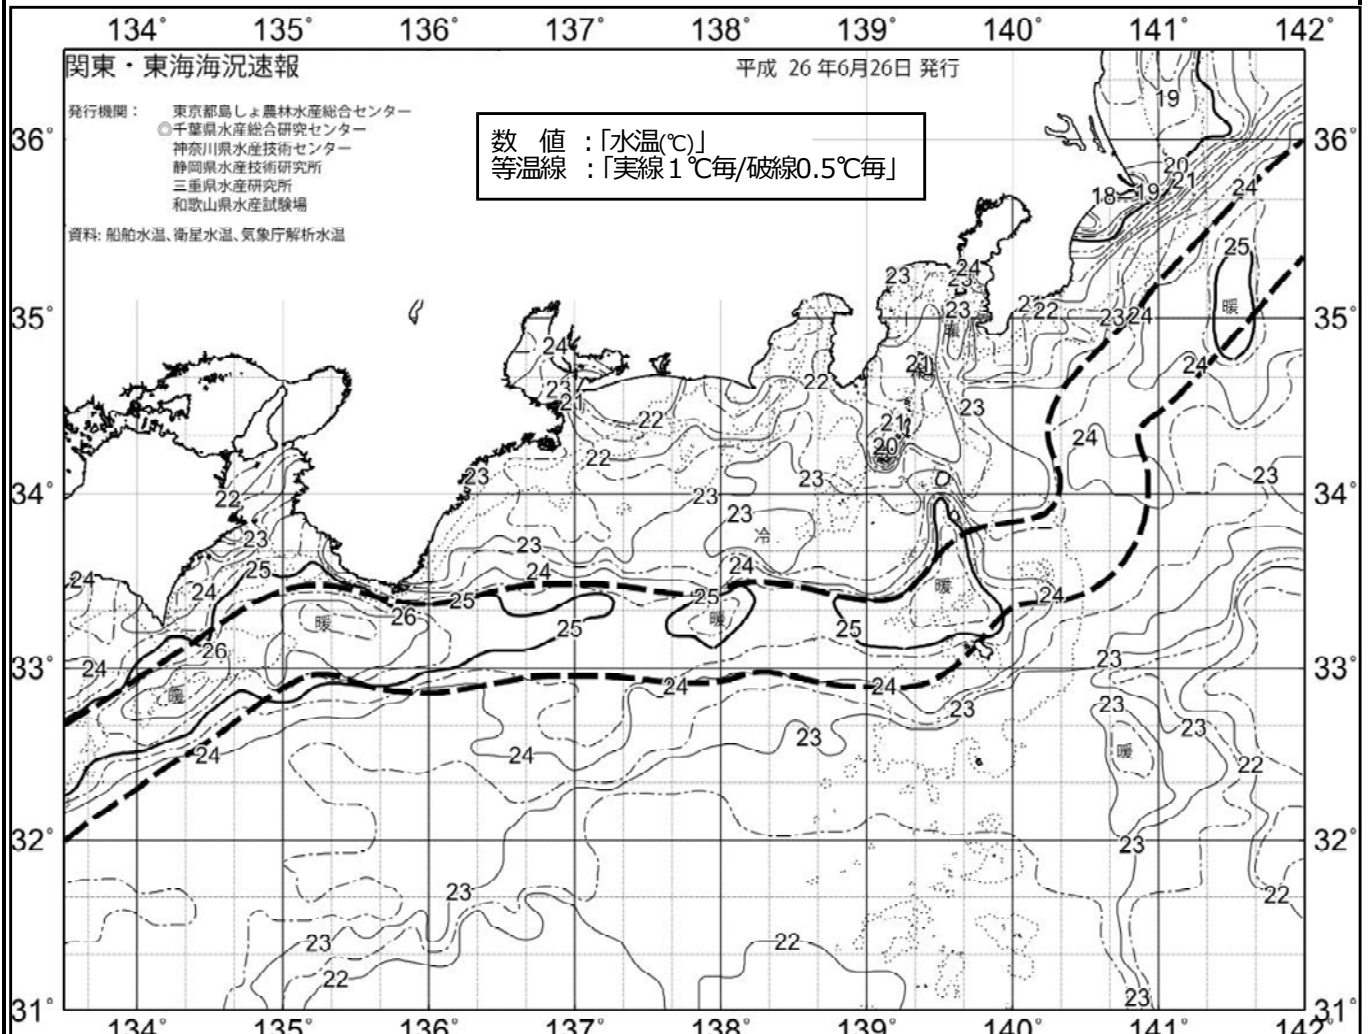 134° 135° 136° 137° 138° 139° 140° 141° 142°
関東・東海海況速報
平成 26 年6月26日 発行
発行機関： 東京都島しょ農林水産総合センター
◎千葉県水産総合研究センター
神奈川県水産技術センター
静岡県水産技術研究所
三重県水産研究所
和歌山県水産試験場
資料: 船舶水温、衛星水温、気象庁解析水温
数 値 ：「水温(℃)」
等温線 ：「実線１℃毎/破線0.5℃毎」
19
36° 36°
20
21
18 19 24
25
23 24
23
暖
35° 23 22 23 24 35°
24
21 24
22
23
21 23
22
21 24
20
22
23 23 23
22 23
34° 34°
23 冷
23
24 24 24
25
24 25 25 暖 24
暖 暖 26
25 25
26
33° 24 23 33°
24 24
暖
23 23
23 23
24 24 暖
22
32° 32°
23
23
22
23 22
22
23
31° 31°
134° 135° 136° 137° 138° 139° 140° 141° 142°